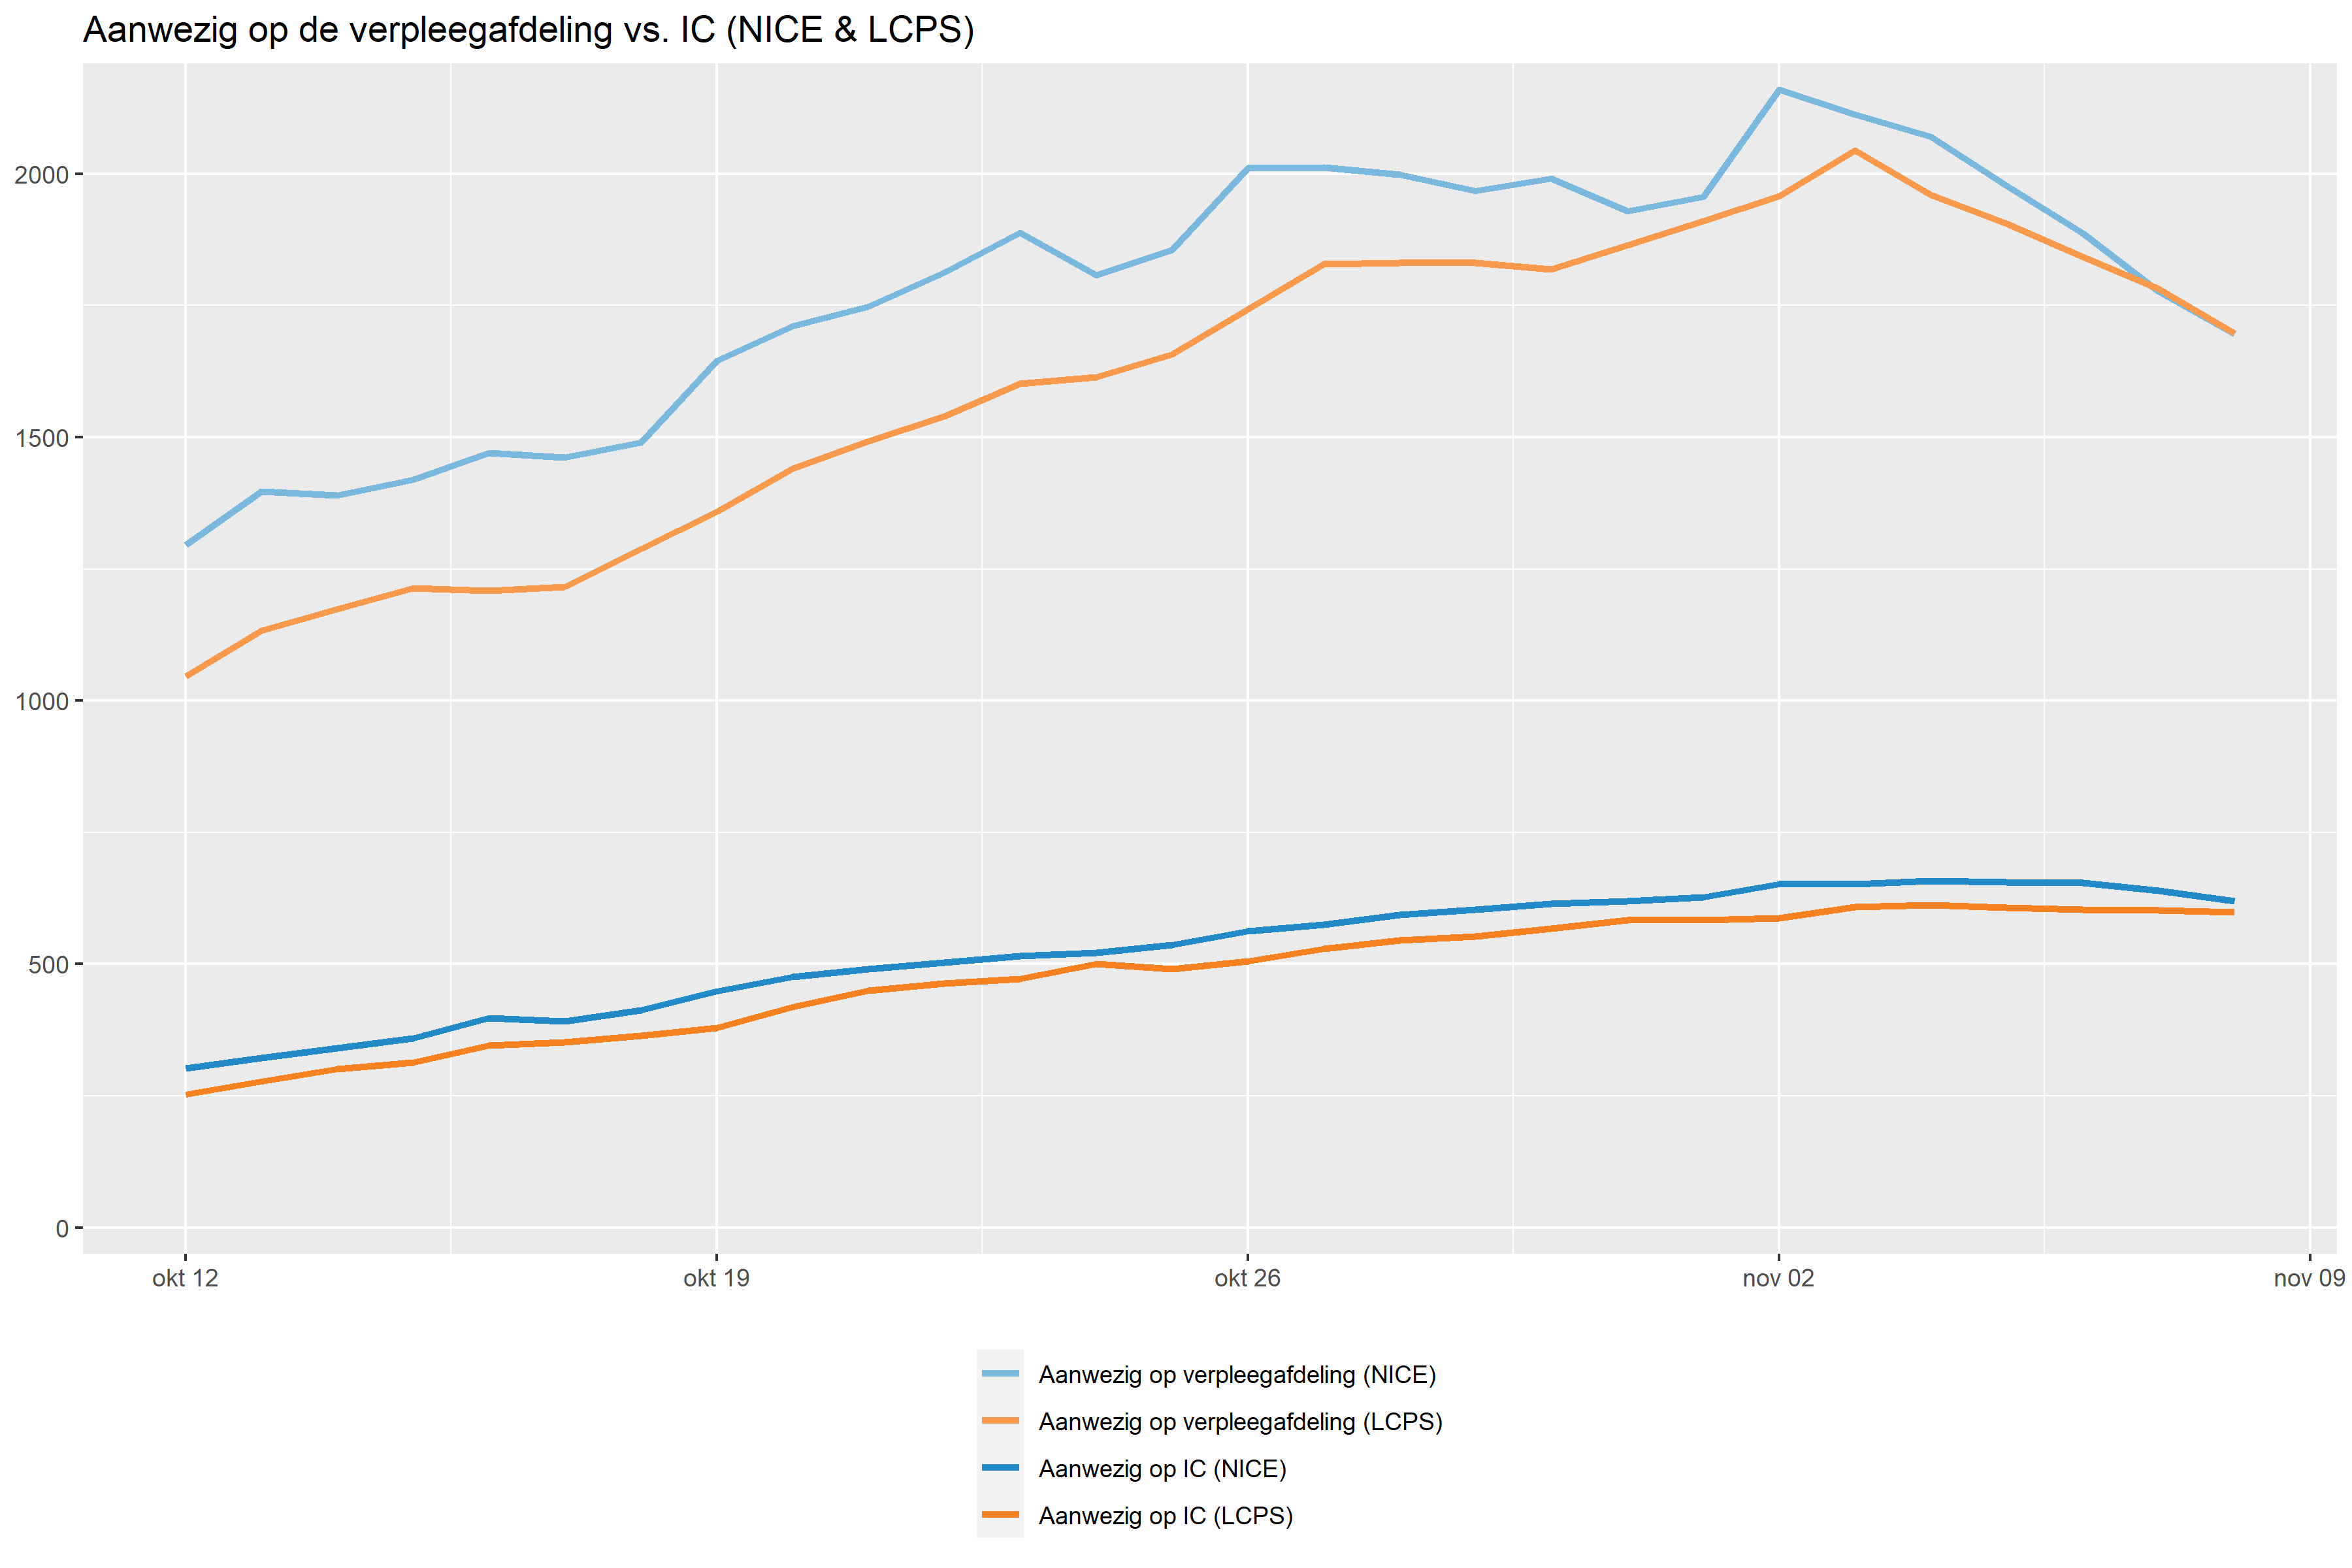 Aanwezig op de verpleegafdeling vs. IC (NICE & LCPS)
2000
1500
1000
500
0
okt 12 okt 19 okt 26 nov 02 nov 09
Aanwezig op verpleegafdeling (NICE)
Aanwezig op verpleegafdeling (LCPS)
Aanwezig op IC (NICE)
Aanwezig op IC (LCPS)